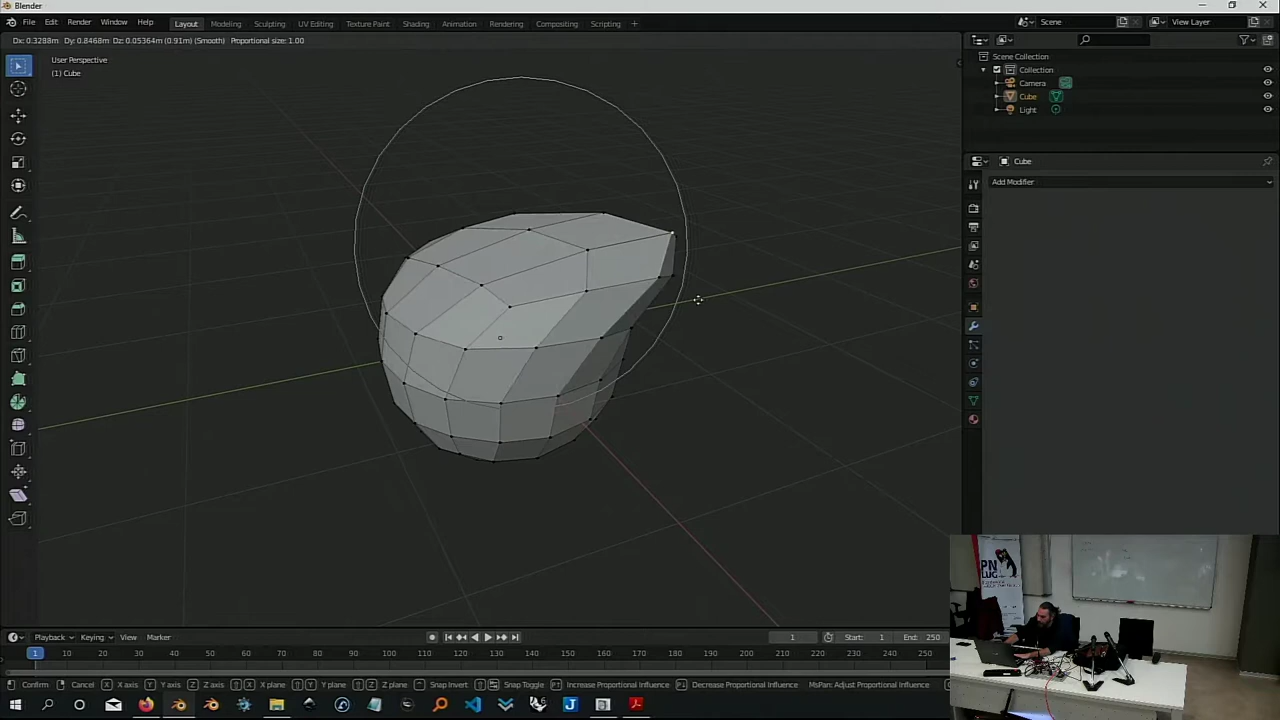 Blender
File Edit Render Window Help
Layout Modeling Sculpting UV Editing Texture Paint Shading Animation Rendering Compositing Scripting +
Scene
View Layer
Dx: 0.3288m Dy: 0.8468m Dz: 0.05364m (0.91m) (Smooth) Proportional size: 1.00
User Perspective
(1) Cube
Scene Collection
Collection
Camera
Cube
Light
Cube
Add Modifier
PN
LUG
Playback Keying View Marker
1
Start: 1
End: 250
1 10 20 30 40 50 60 70 80 90 100 110 120 130 140 150 160 170 180 190 200 210 220 230 240 250
Confirm Cancel X X axis Y Y axis Z Z axis X X plane Y Y plane Z Z plane Snap Invert Snap Toggle Increase Proportional Influence Decrease Proportional Influence MsPan: Adjust Proportional Influence